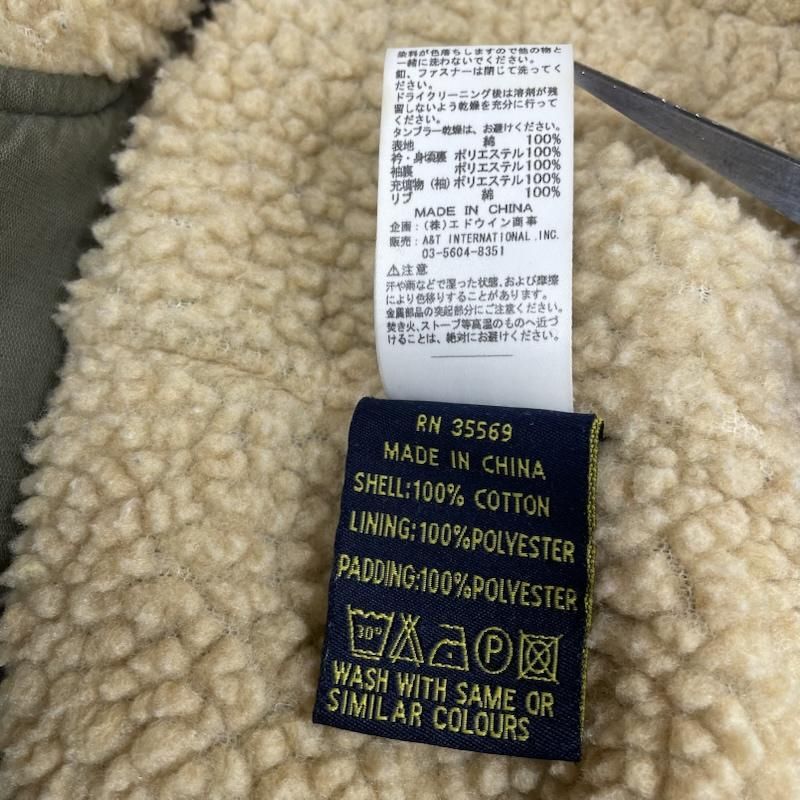 染料が色落ちしますので他の物と
一緒に洗わないでください。
釦、ファスナーは閉じて洗ってく
ださい。
ドライクリーニング後は溶剤が残
留しないよう乾燥を充分に行って
ください。
タンブラー乾燥は、お避けください。
表地 綿 100%
衿・身頃裏 ポリエステル100%
袖裏 ポリエステル100%
充填物(袖)ポリエステル100%
リブ 綿 100%
MADE IN CHINA
企画:(株)エドウイン商事
販売:A&T INTERNATIONAL.INC.
03-5604-8351
⚠注意
汗や雨などで湿った状態、および摩擦
により色移りすることがあります。
金属部品の突起部分にご注意ください。
焚き火、ストーブ等高温のものへ近づ
けることは、絶対にお避けください。
RN 35569
MADE IN CHINA
SHELL:100% COTTON
LINING:100%POLYESTER
PADDING:100%POLYESTER
30° P
WASH WITH SAME OR
SIMILAR COLOURS